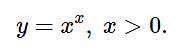 y = x^x, x > 0.